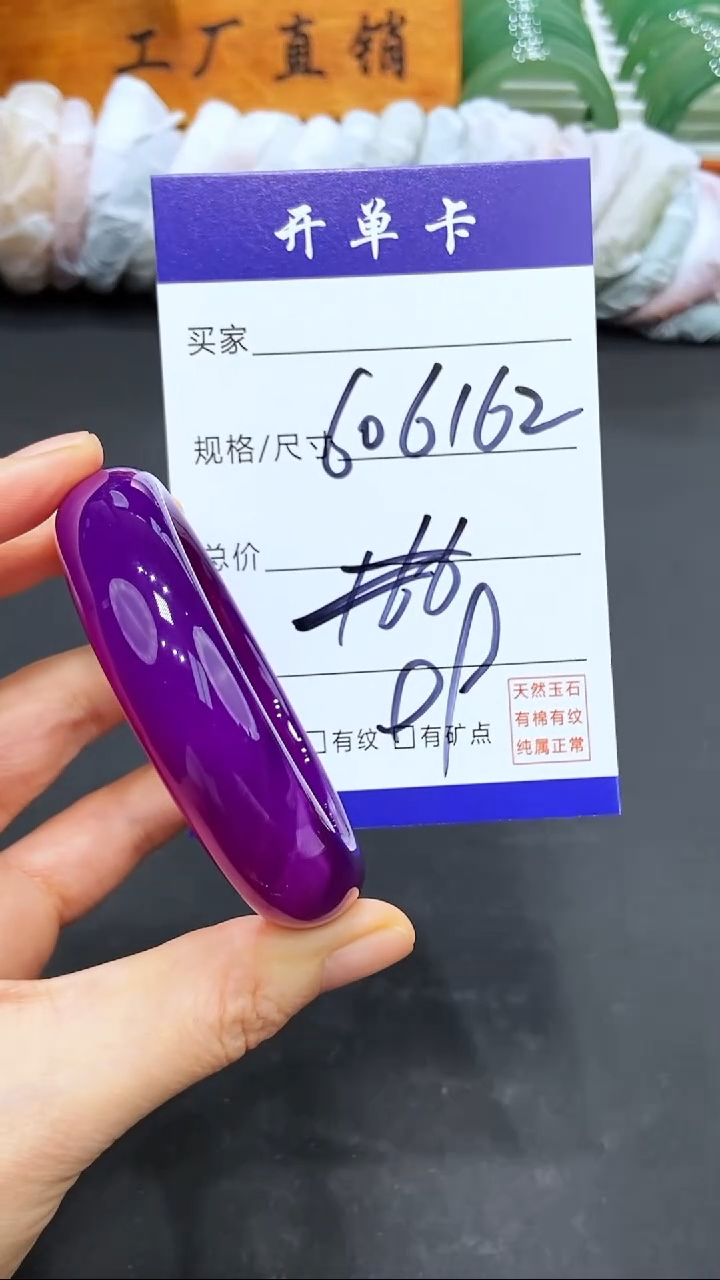 工厂直销
开单卡
买家
规格/尺寸 606162
总价
有纹 有矿点
天然玉石
有棉有纹
纯属正常